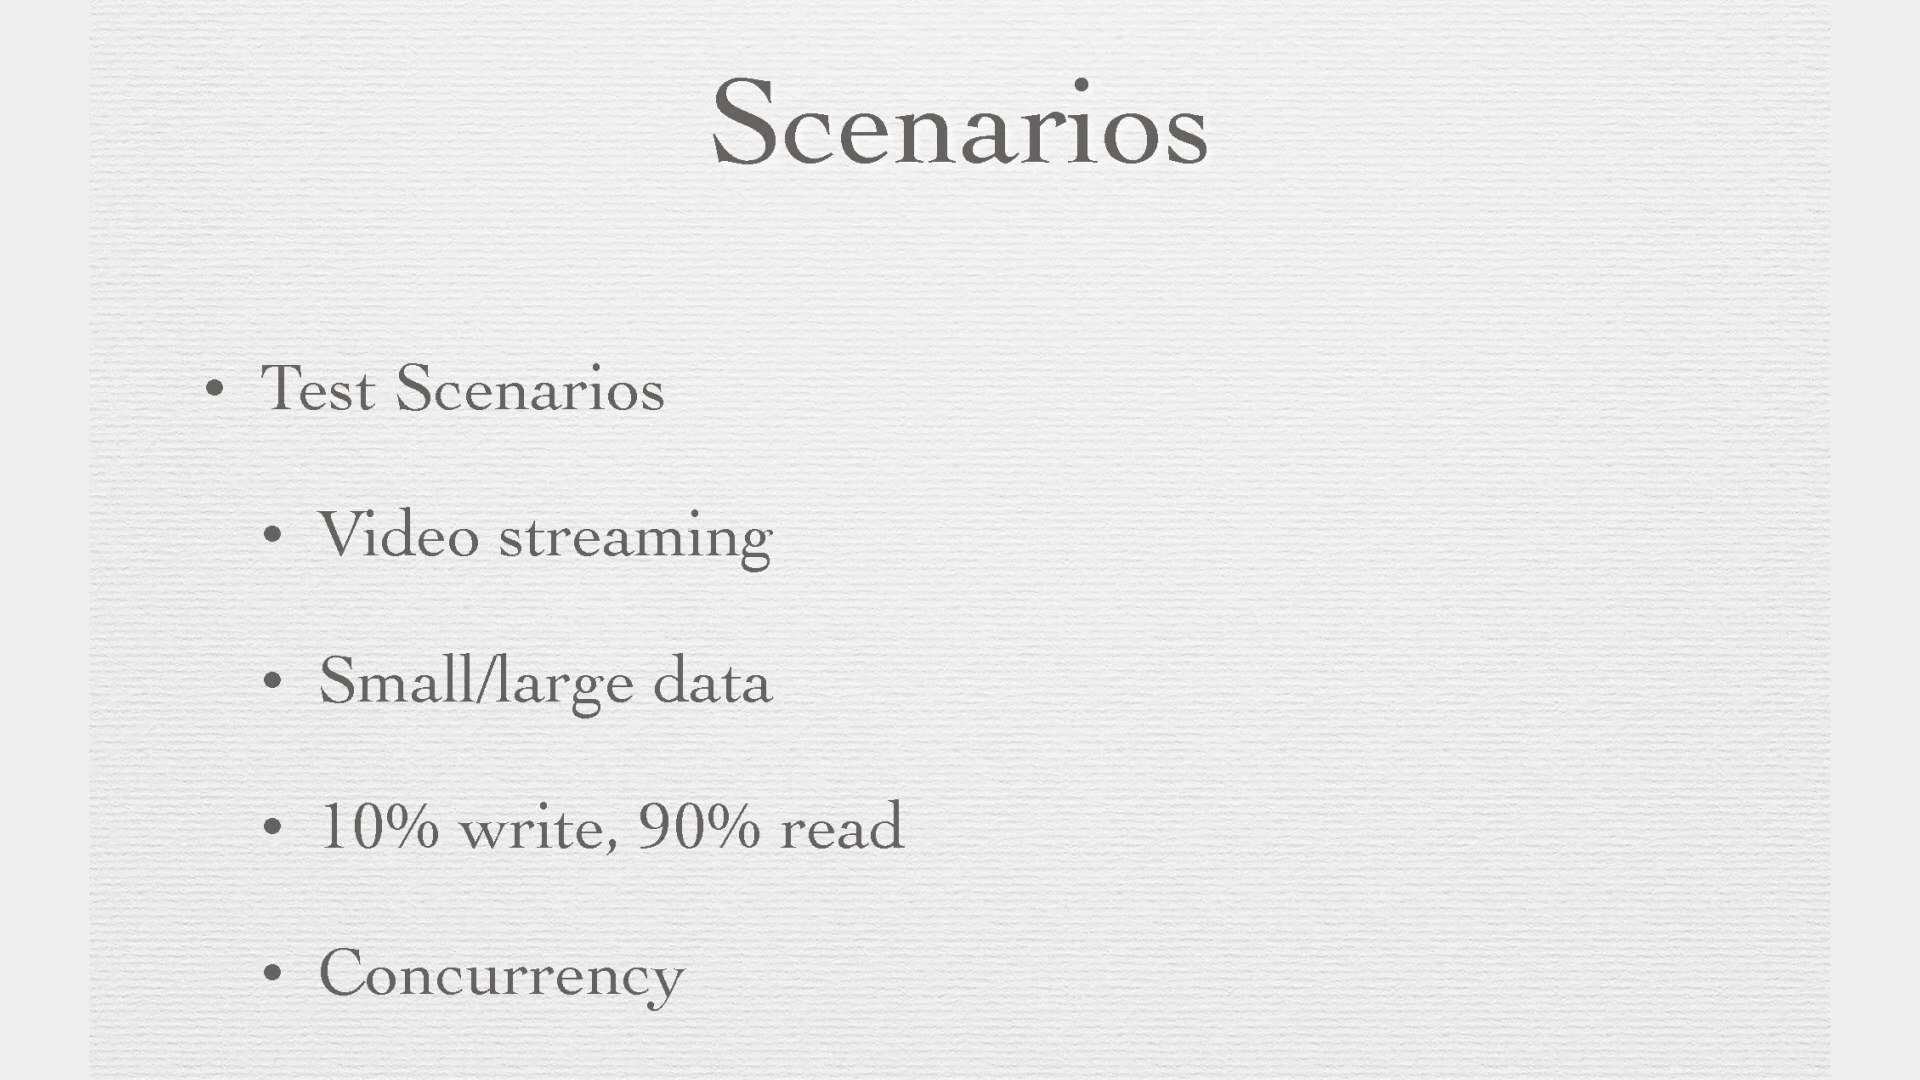 Scenarios
• Test Scenarios
• Video streaming
• Small/large data
• 10% write, 90% read
• Concurrency